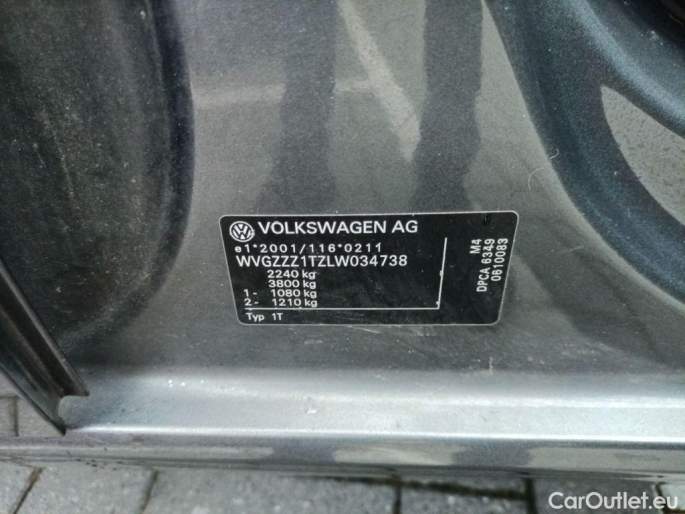 VOLKSWAGEN AG
e1*2001/116*0211
WVGZZZ1TZLW034738
2240 kg
3800 kg
1- 1080 kg
2- 1210 kg
Typ 1T
M4
DPCA 6349
0610083
CarOutlet.eu